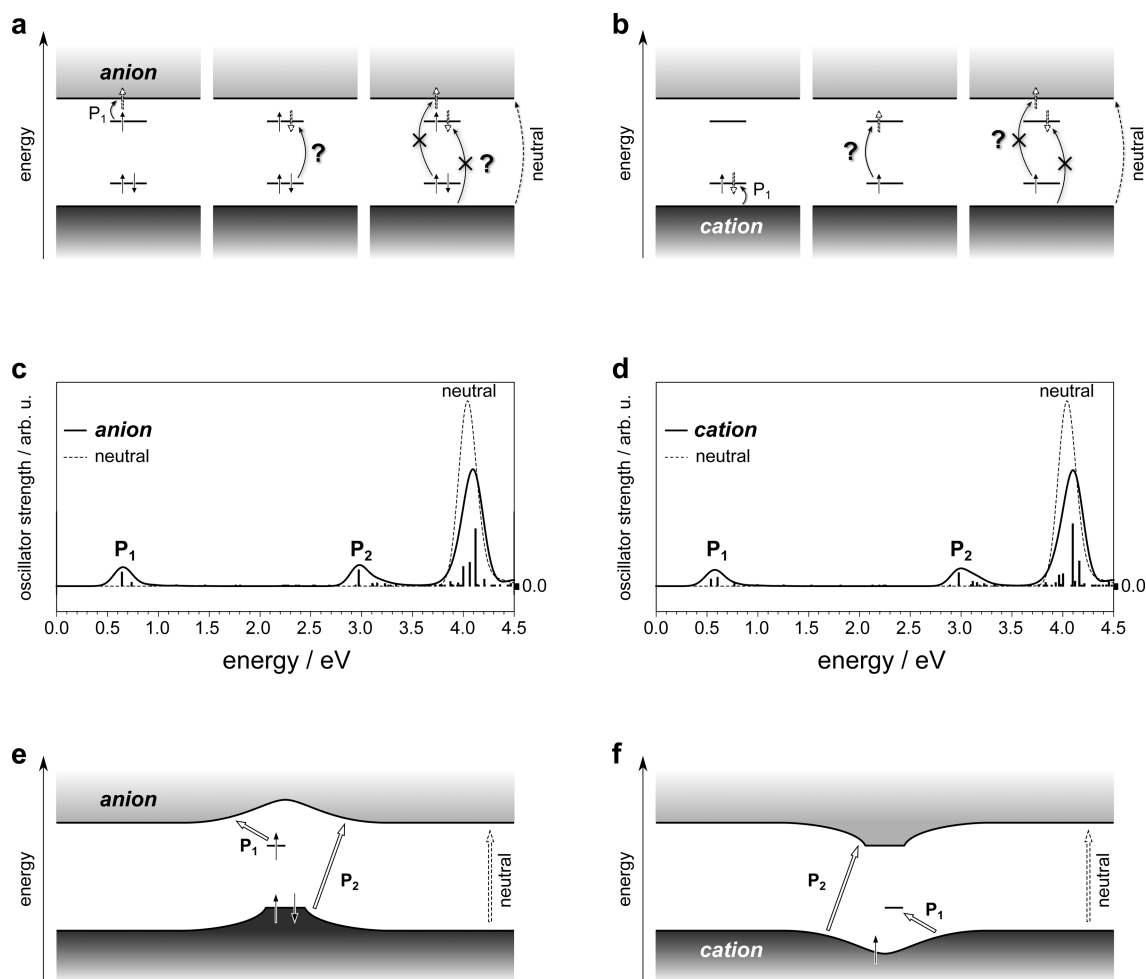 a
energy
anion
P1
?
?
neutral
b
energy
cation
P1
?
?
neutral
c
oscillator strength / arb. u.
anion
neutral
neutral
P1
P2
0.0
0.0 0.5 1.0 1.5 2.0 2.5 3.0 3.5 4.0 4.5
energy / eV
d
oscillator strength / arb. u.
cation
neutral
neutral
P1
P2
0.0
0.0 0.5 1.0 1.5 2.0 2.5 3.0 3.5 4.0 4.5
energy / eV
e
energy
anion
P1
P2
neutral
f
energy
cation
P2
P1
neutral